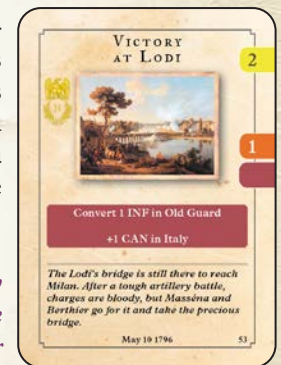 VICTORY
AT LODI
2
1
Convert 1 INF in Old Guard
+1 CAN in Italy
The Lodi's bridge is still there to reach
Milan. After a tough artillery battle,
charges are bloody, but Masséna and
Berthier go for it and take the precious
bridge.
May 10 1796
53